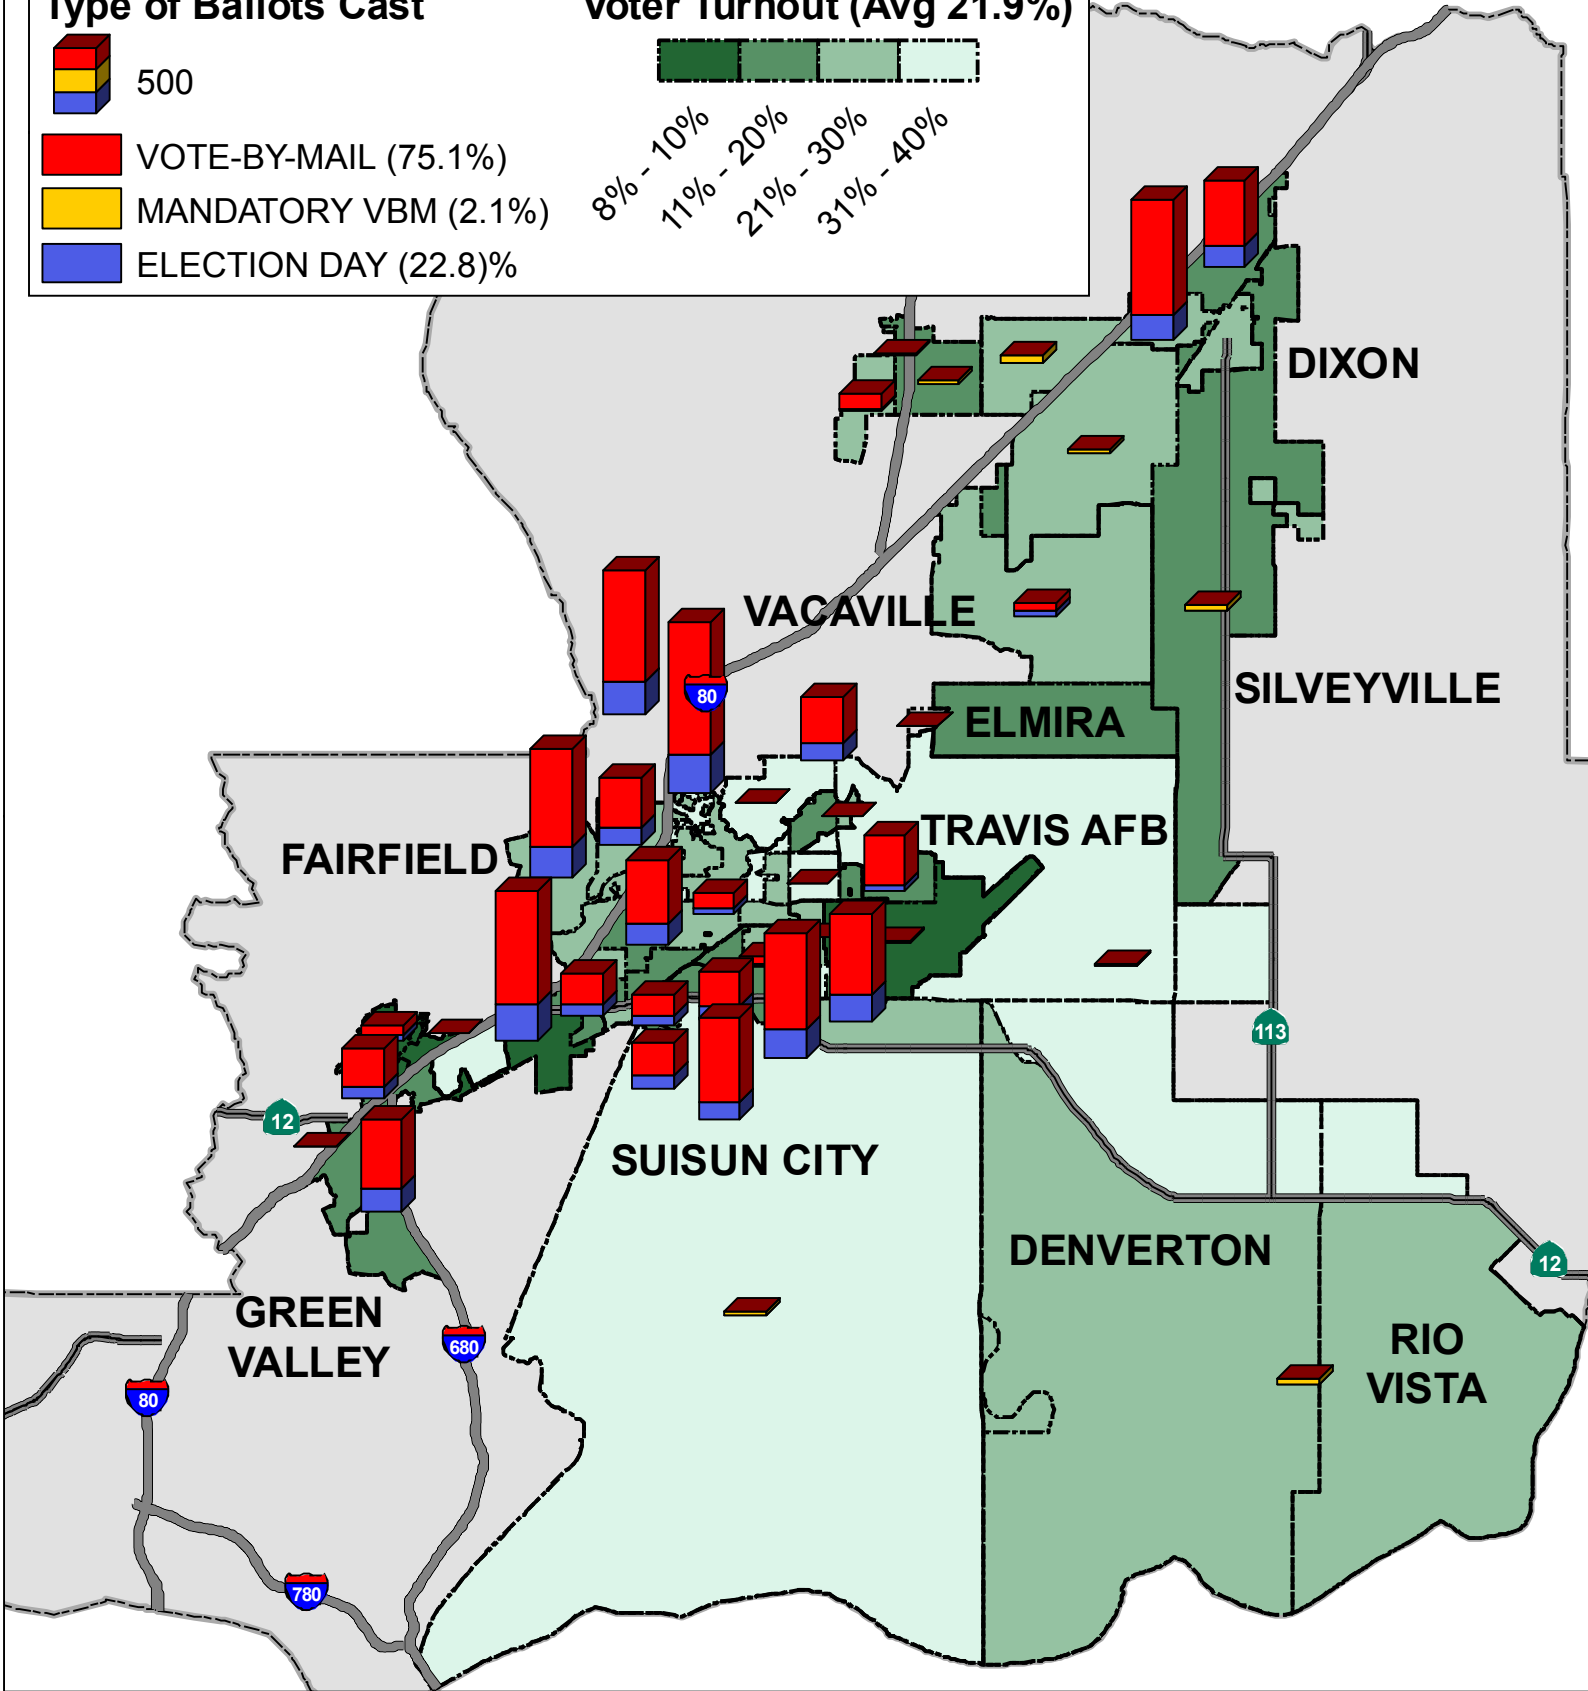 Type of Ballots Cast
Voter Turnout (Avg 21.9%)
500
VOTE-BY-MAIL (75.1%)
MANDATORY VBM (2.1%)
ELECTION DAY (22.8)%
8% - 10%
11% - 20%
21% - 30%
31% - 40%
DIXON
VACAVILLE
80
SILVEYVILLE
ELMIRA
TRAVIS AFB
FAIRFIELD
113
12
SUISUN CITY
DENVERTON
12
GREEN
VALLEY
680
RIO
VISTA
80
780